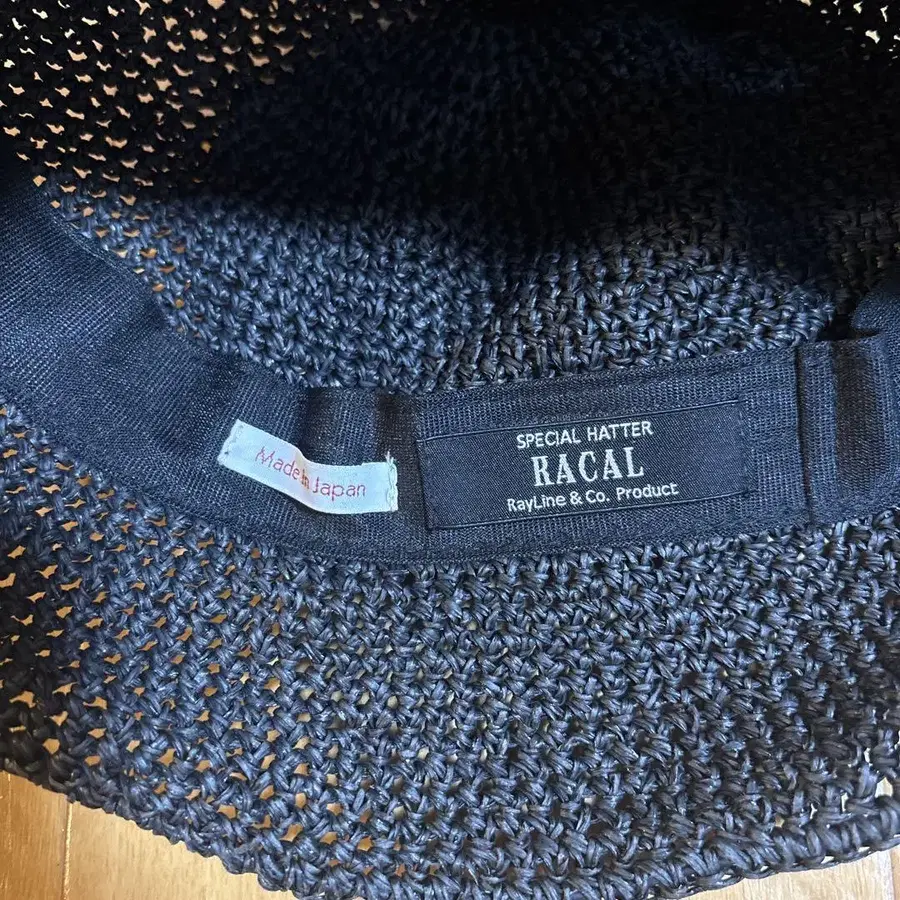 Made in Japan
SPECIAL HATTER
RACAL
RayLine & Co. Product